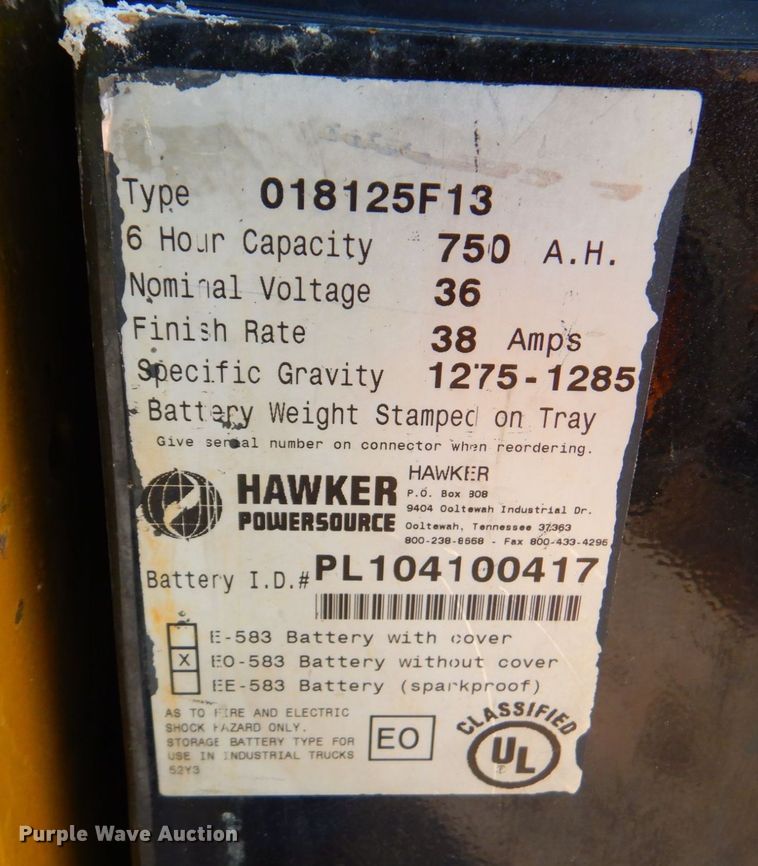 Type 018125F13
6 Hour Capacity 750 A.H.
Nominal Voltage 36
Finish Rate 38 Amps
Specific Gravity 1275-1285
Battery Weight Stamped on Tray
Give serial number on connector when reordering.
HAWKER
POWERSOURCE
HAWKER
P.O. Box 808
9404 Ooltewah Industrial Dr.
Ooltewah, Tennessee 37363
800-238-8668 - Fax 800-433-4296
Battery I.D.# PL104100417
E-583 Battery with cover
X EO-583 Battery without cover
EE-583 Battery (sparkproof)
AS TO FIRE AND ELECTRIC
SHOCK HAZARD ONLY.
STORAGE BATTERY TYPE FOR
USE IN INDUSTRIAL TRUCKS
52Y3
EO
CLASSIFIED
UL
Purple Wave Auction